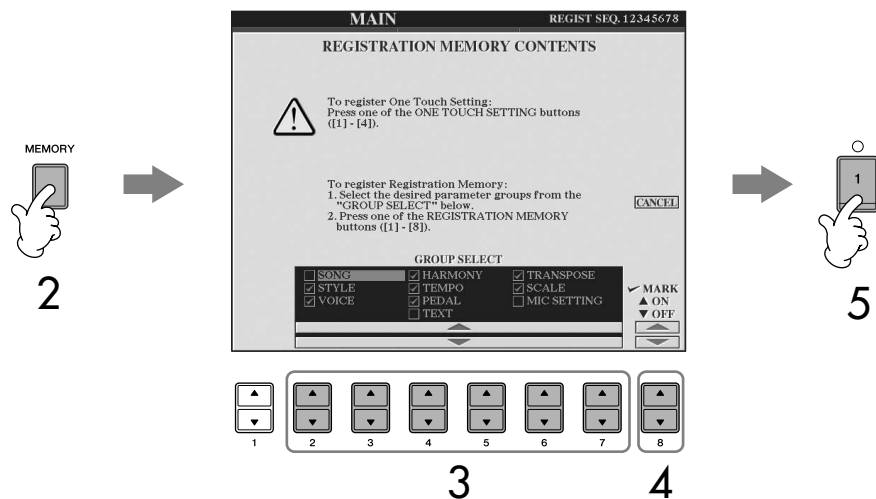 MAIN REGIST SEQ. 12345678
REGISTRATION MEMORY CONTENTS
To register One Touch Setting:
Press one of the ONE TOUCH SETTING buttons
([1] - [4]).
MEMORY
2
To register Registration Memory:
1. Select the desired parameter groups from the
"GROUP SELECT" below.
2. Press one of the REGISTRATION MEMORY
buttons ([1] - [8]).
CANCEL
1
5
GROUP SELECT
SONG HARMONY TRANSPOSE
STYLE TEMPO SCALE
VOICE PEDAL MIC SETTING
TEXT
MARK
▲ ON
▼ OFF
1 2 3 4 5 6 7 8
3 4